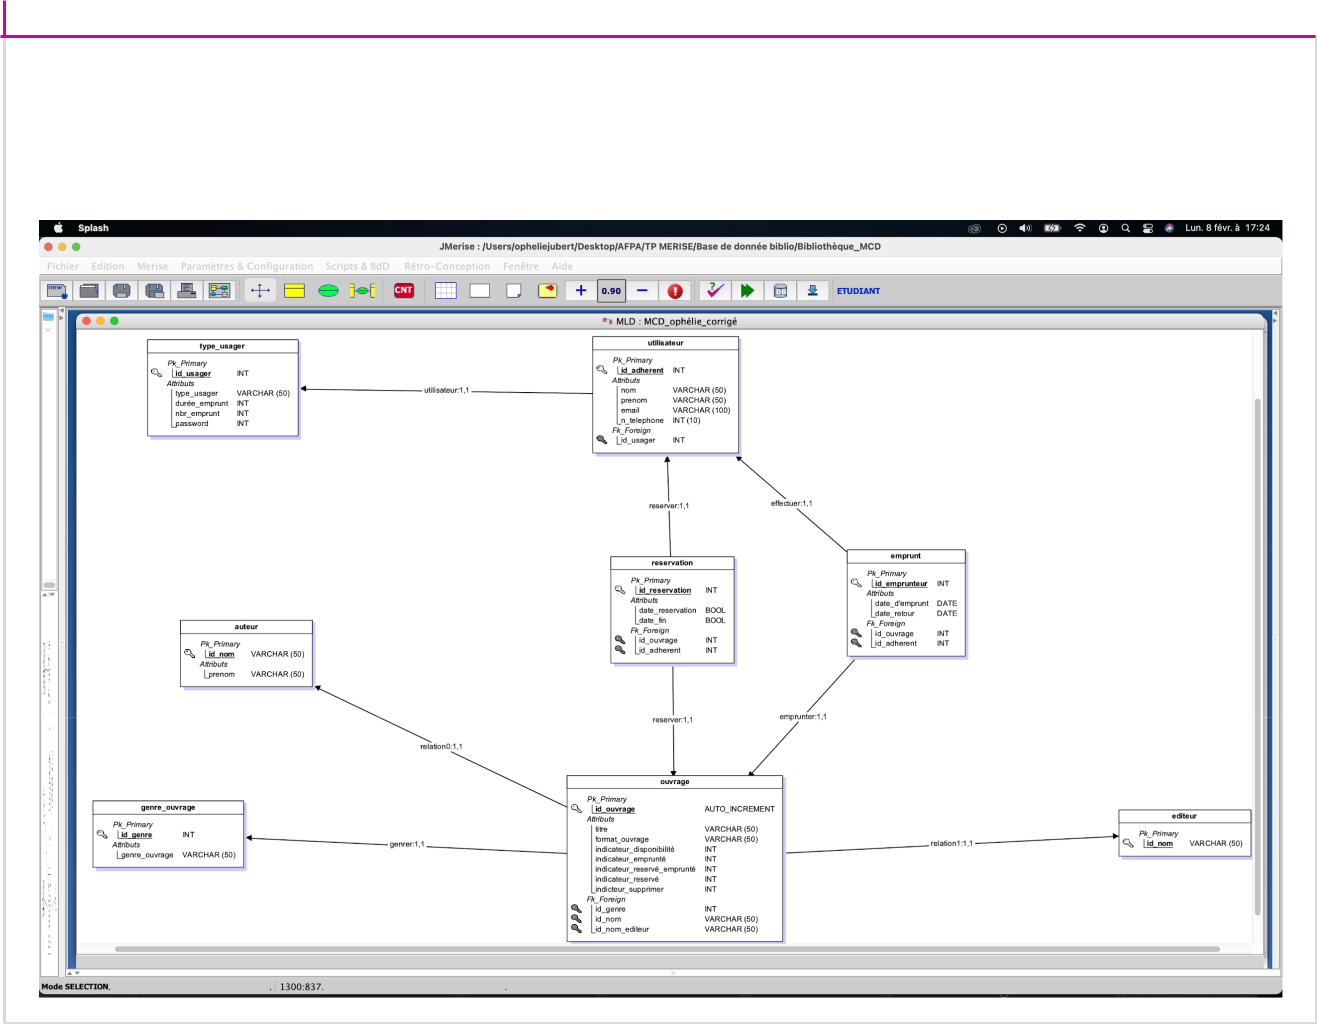 Splash
Lun. 8 févr. à 17:24
JMerise : /Users/opheliejubert/Desktop/AFPA/TP MERISE/Base de donnée biblio/Bibliothèque_MCD
Fichier Edition Merise Paramètres & Configuration Scripts & BdD Rétro-Conception Fenêtre Aide
new CNT 0.90 ETUDIANT
MLD : MCD_ophélie_corrigé
type_usager
Pk_Primary
id_usager INT
Attributs
type_usager VARCHAR (50)
durée_emprunt INT
nbr_emprunt INT
password INT
utilisateur:1,1
utilisateur
Pk_Primary
id_adherent INT
Attributs
nom VARCHAR (50)
prenom VARCHAR (50)
email VARCHAR (100)
n_telephone INT (10)
Fk_Foreign
id_usager INT
reserver:1,1
effectuer:1,1
reservation
Pk_Primary
id_reservation INT
Attributs
date_reservation BOOL
date_fin BOOL
Fk_Foreign
id_ouvrage INT
id_adherent INT
emprunt
Pk_Primary
id_emprunteur INT
Attributs
date_d'emprunt DATE
date_retour DATE
Fk_Foreign
id_ouvrage INT
id_adherent INT
auteur
Pk_Primary
id_nom VARCHAR (50)
Attributs
prenom VARCHAR (50)
reserver:1,1
emprunter:1,1
relation0:1,1
genre_ouvrage
Pk_Primary
id_genre INT
Attributs
genre_ouvrage VARCHAR (50)
genrer:1,1
ouvrage
Pk_Primary
id_ouvrage AUTO_INCREMENT
Attributs
titre VARCHAR (50)
format_ouvrage VARCHAR (50)
indicateur_disponibilité INT
indicateur_emprunté INT
indicateur_reservé_emprunté INT
indicateur_reservé INT
indicteur_supprimer INT
Fk_Foreign
id_genre INT
id_nom VARCHAR (50)
id_nom_editeur VARCHAR (50)
relation1:1,1
editeur
Pk_Primary
id_nom VARCHAR (50)
Mode SELECTION. . 1300:837. .